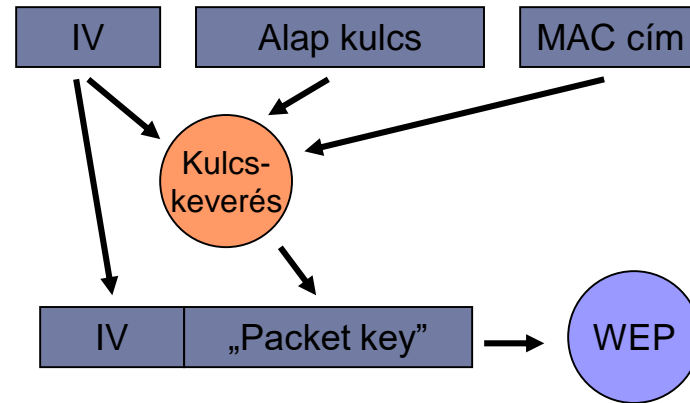 IV
Alap kulcs
MAC cím
Kulcs-
keverés
IV
„Packet key”
WEP